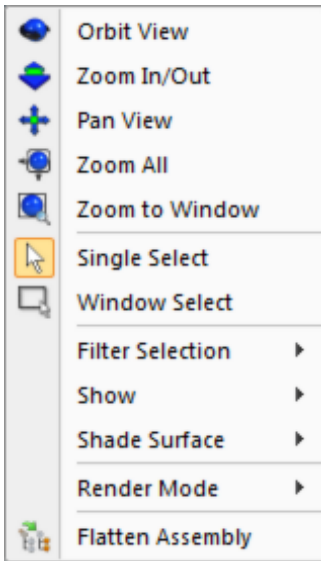 Orbit View
Zoom In/Out
Pan View
Zoom All
Zoom to Window
Single Select
Window Select
Filter Selection
Show
Shade Surface
Render Mode
Flatten Assembly